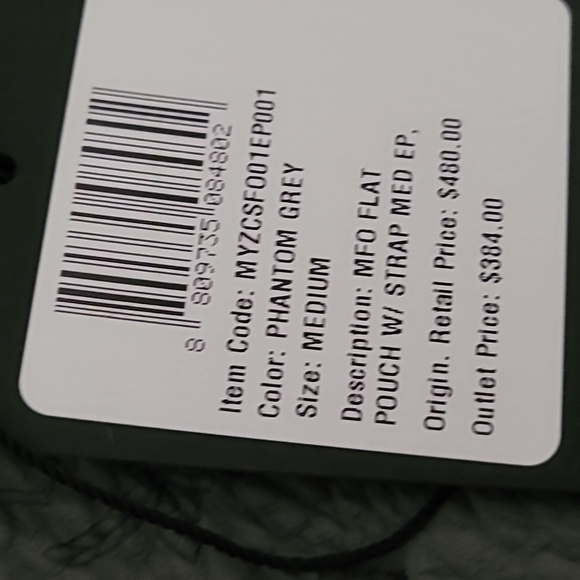 8 809735 084802
Item Code: MYZCSF001EP001
Color: PHANTOM GREY
Size: MEDIUM
Description: MFO FLAT
POUCH W/ STRAP MED EP,
Origin. Retail Price: $480.00
Outlet Price: $384.00